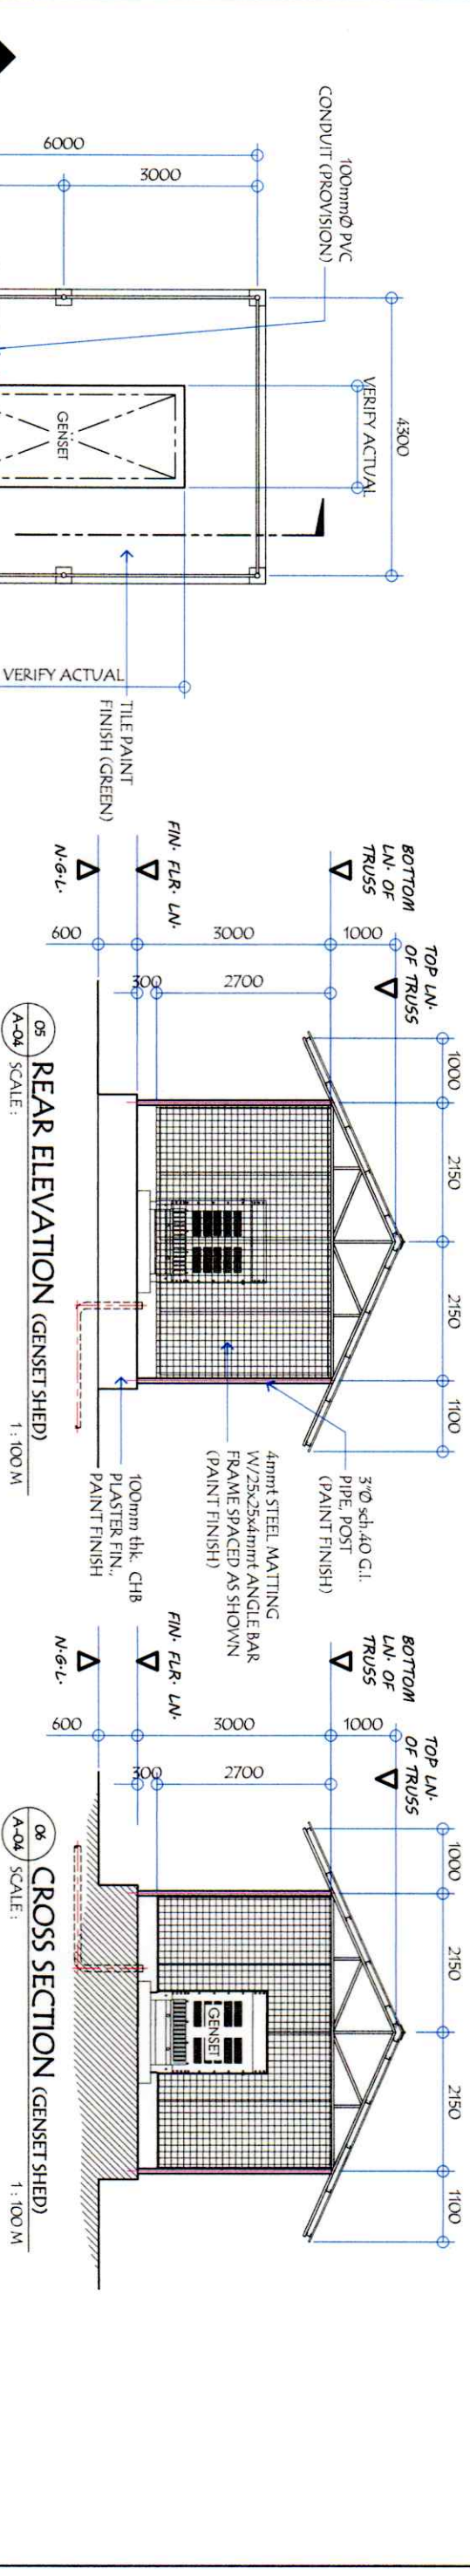 6000
3000
100mmØ PVC
CONDUIT (PROVISION)
VERIFY ACTUAL
4300
GENSET
VERIFY ACTUAL
TILE PAINT
FINISH (GREEN)
BOTTOM
LN. OF
TRUSS
TOP LN.
OF TRUSS
FIN. FLR. LN.
N.G.L.
600
3000
1000
300
2700
1000
2150
2150
1100
3"Ø sch.40 G.I.
PIPE, POST
(PAINT FINISH)
4mmt STEEL MATTING
W/25x25x4mmt ANGLE BAR
FRAME SPACED AS SHOWN
(PAINT FINISH)
100mm thk. CHB
PLASTER FIN.,
PAINT FINISH
05
A-04
REAR ELEVATION (GENSET SHED)
SCALE :
1 : 100 M
BOTTOM
LN. OF
TRUSS
TOP LN.
OF TRUSS
FIN. FLR. LN.
N.G.L.
600
3000
1000
300
2700
1000
2150
2150
1100
GENSET
06
A-04
CROSS SECTION (GENSET SHED)
SCALE :
1 : 100 M